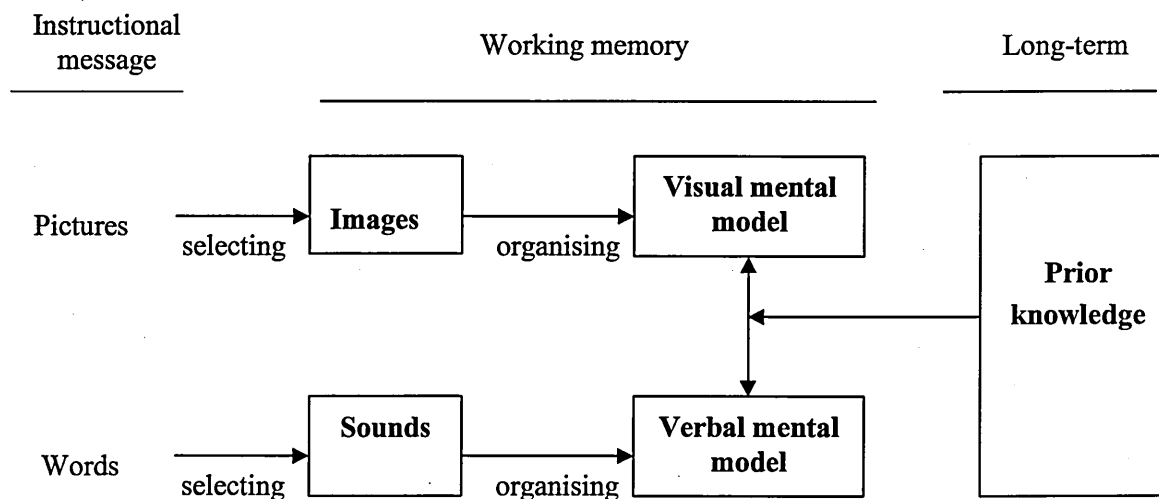 Instructional
message
Working memory
Long-term
Pictures
selecting
Images
organising
Visual mental
model
Prior
knowledge
Words
selecting
Sounds
organising
Verbal mental
model